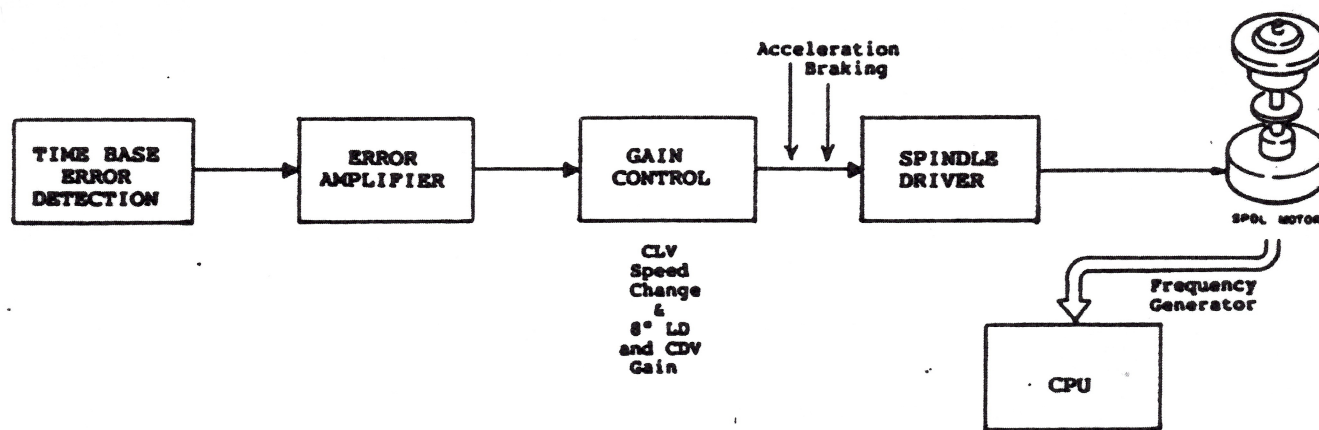 Acceleration
Braking
TIME BASE
ERROR
DETECTION
ERROR
AMPLIFIER
GAIN
CONTROL
SPINDLE
DRIVER
SPDL MOTOR
CLV
Speed
Change
&
8" LD
and CDV
Gain
Frequency
Generator
CPU